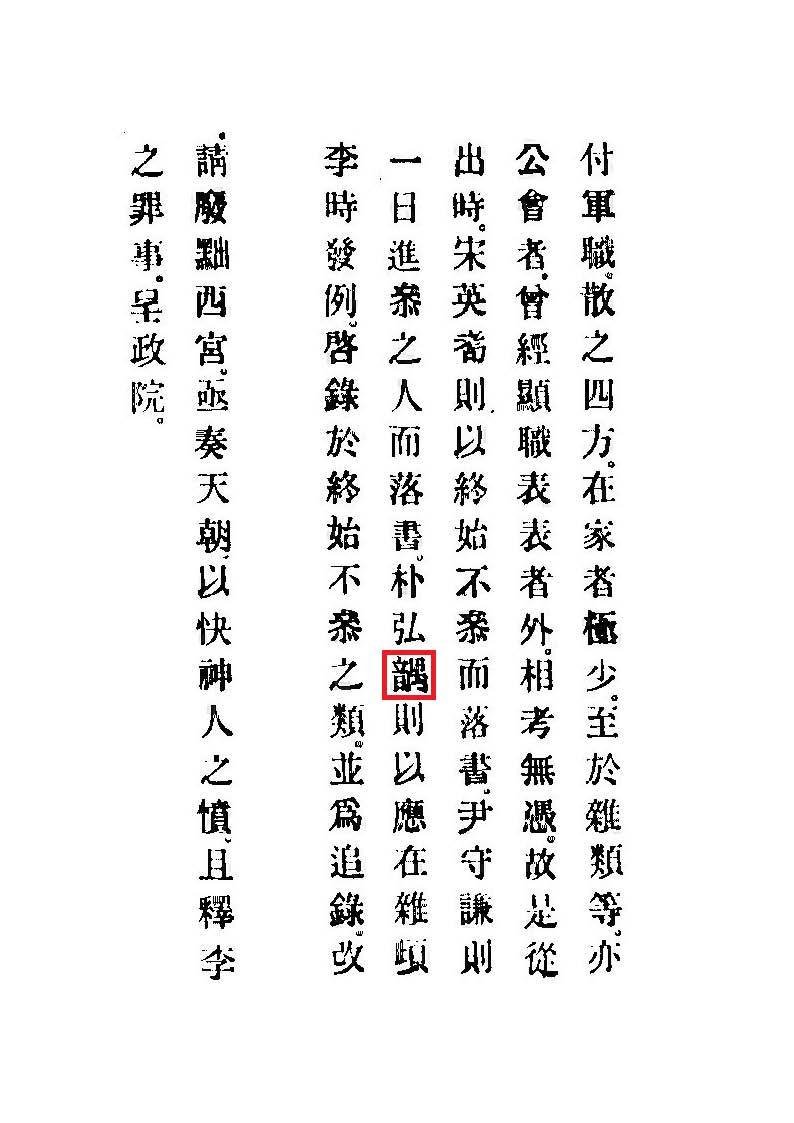 付軍職。散之四方。在家者極少。至於雜類等。亦
公會者。曾經顯職表表者外。相考無憑。故是從
出時。宋英耇則以終始不叅而落書。尹守謙則
一日進叅之人而落書。朴弘則以應在雜頉
李時發例。啓錄於終始不叅之類。並爲追錄。改
請廢黜西宮。亟奏天朝、以快神人之憤、且釋李
之罪事。呈政院。